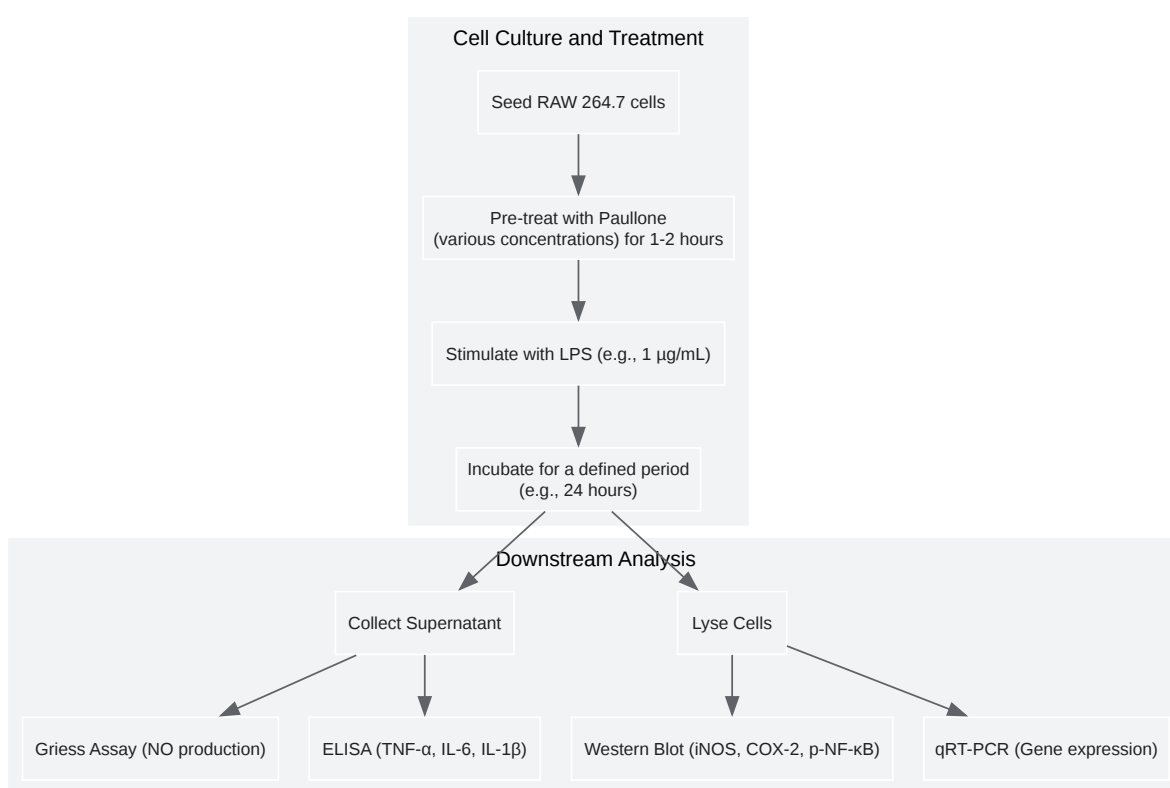 Cell Culture and Treatment
Seed RAW 264.7 cells
Pre-treat with Paullone
(various concentrations) for 1-2 hours
Stimulate with LPS (e.g., 1 µg/mL)
Incubate for a defined period
(e.g., 24 hours)
Downstream Analysis
Collect Supernatant
Lyse Cells
Griess Assay (NO production)
ELISA (TNF-α, IL-6, IL-1β)
Western Blot (iNOS, COX-2, p-NF-κB)
qRT-PCR (Gene expression)